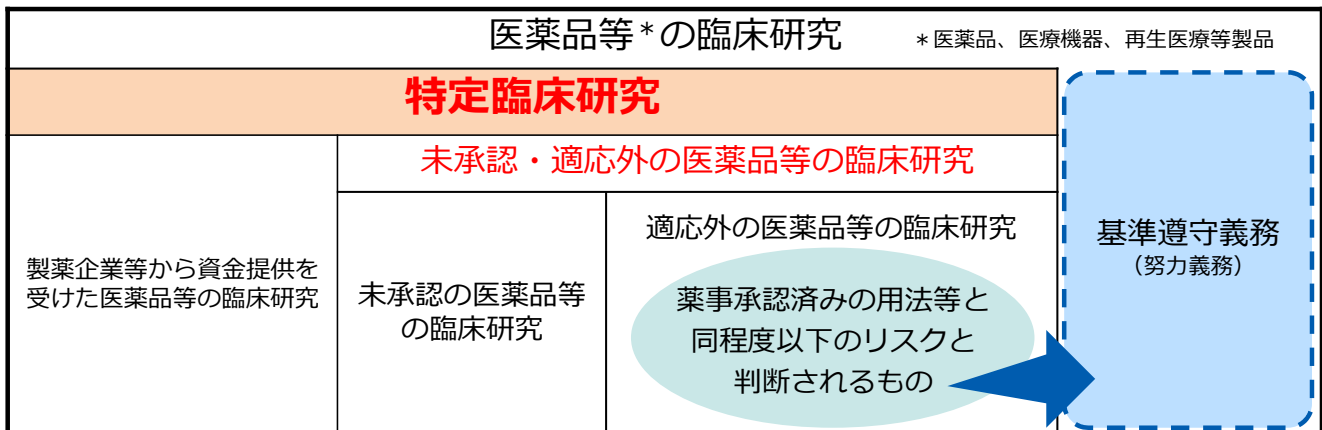 医薬品等*の臨床研究
*医薬品、医療機器、再生医療等製品
特定臨床研究
未承認・適応外の医薬品等の臨床研究
製薬企業等から資金提供を
受けた医薬品等の臨床研究
未承認の医薬品等
の臨床研究
適応外の医薬品等の臨床研究
薬事承認済みの用法等と
同程度以下のリスクと
判断されるもの
基準遵守義務
（努力義務）